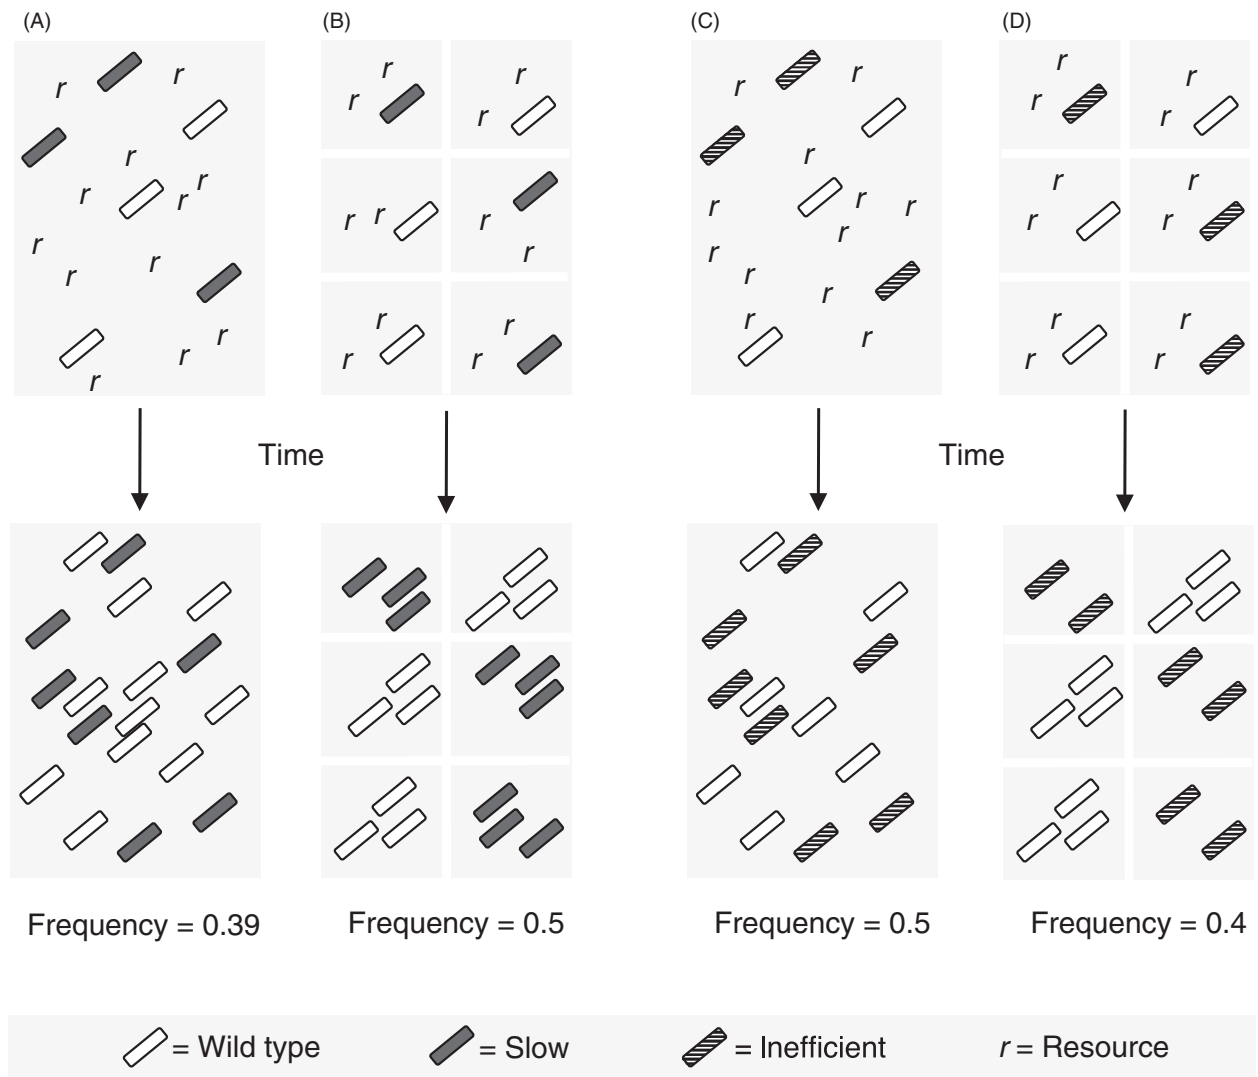 (A)
r r
r
r r r
r
r r
r r
r
(B)
r r
r r
r r r
r
r r
r r
(C)
r r
r
r r r
r
r
r
r
r
r
(D)
r r
r r
r r
r r
r r
r r
Time
Time
Frequency = 0.39
Frequency = 0.5
Frequency = 0.5
Frequency = 0.4
= Wild type
= Slow
= Inefficient
r = Resource